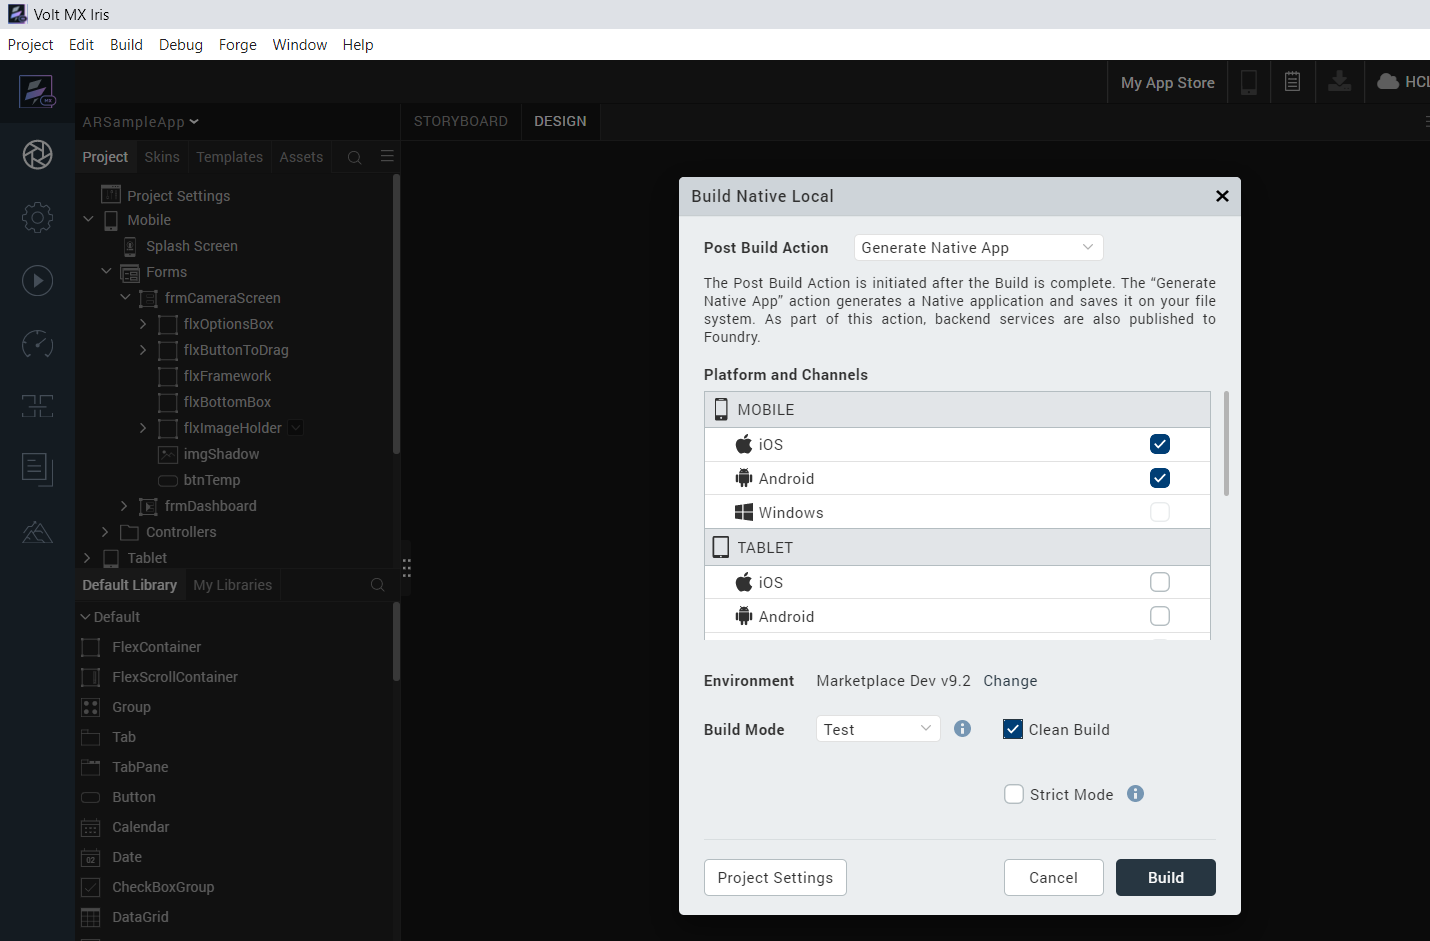 Volt MX Iris
Project Edit Build Debug Forge Window Help
My App Store
HCL
ARSampleApp
STORYBOARD
DESIGN
Project
Skins
Templates
Assets
Project Settings
Mobile
Splash Screen
Forms
frmCameraScreen
flxOptionsBox
flxButtonToDrag
flxFramework
flxBottomBox
flxImageHolder
imgShadow
btnTemp
frmDashboard
Controllers
Tablet
Default Library
My Libraries
Default
FlexContainer
FlexScrollContainer
Group
Tab
TabPane
Button
Calendar
02
Date
CheckBoxGroup
DataGrid
Build Native Local
Post Build Action
Generate Native App
The Post Build Action is initiated after the Build is complete. The “Generate
Native App” action generates a Native application and saves it on your file
system. As part of this action, backend services are also published to
Foundry.
Platform and Channels
MOBILE
iOS
Android
Windows
TABLET
iOS
Android
Environment
Marketplace Dev v9.2
Change
Build Mode
Test
Clean Build
Strict Mode
Project Settings
Cancel
Build